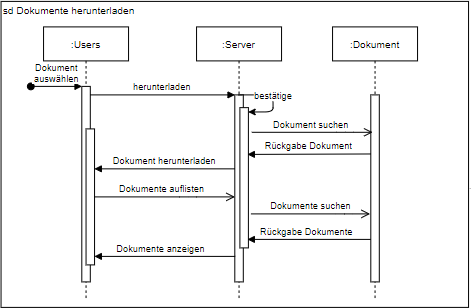 sd Dokumente herunterladen
:Users
:Server
:Dokument
Dokument
auswählen
herunterladen
bestätige
Dokument suchen
Rückgabe Dokument
Dokument herunterladen
Dokumente auflisten
Dokumente suchen
Rückgabe Dokumente
Dokumente anzeigen